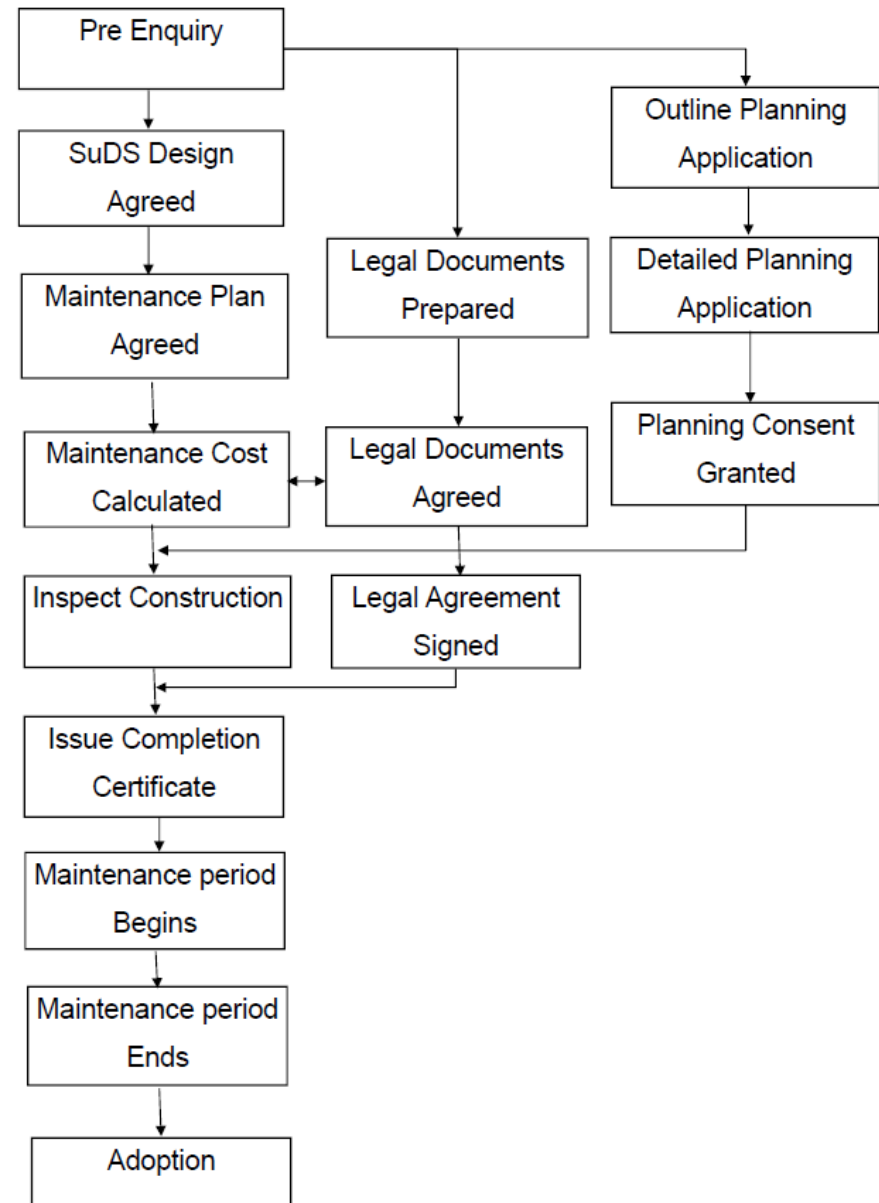 Pre Enquiry
Outline Planning
Application
SuDS Design
Agreed
Legal Documents
Prepared
Detailed Planning
Application
Maintenance Plan
Agreed
Planning Consent
Granted
Maintenance Cost
Calculated
Legal Documents
Agreed
Inspect Construction
Legal Agreement
Signed
Issue Completion
Certificate
Maintenance period
Begins
Maintenance period
Ends
Adoption